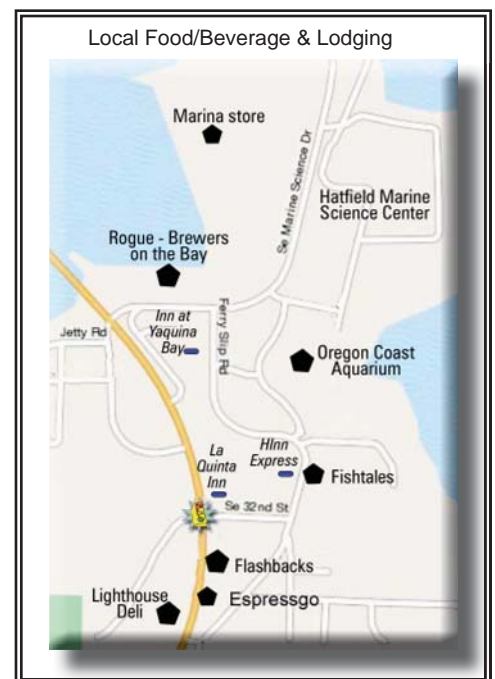 Local Food/Beverage & Lodging
Marina store
Se Marine Science Dr
Hatfield Marine
Science Center
Rogue - Brewers
on the Bay
Inn at
Yaquina
Bay
Jetty Rd
Ferry Slip Rd
Oregon Coast
Aquarium
La
Quinta
Inn
HInn
Express
Fishtales
Se 32nd St
Flashbacks
Lighthouse
Deli
Espressgo